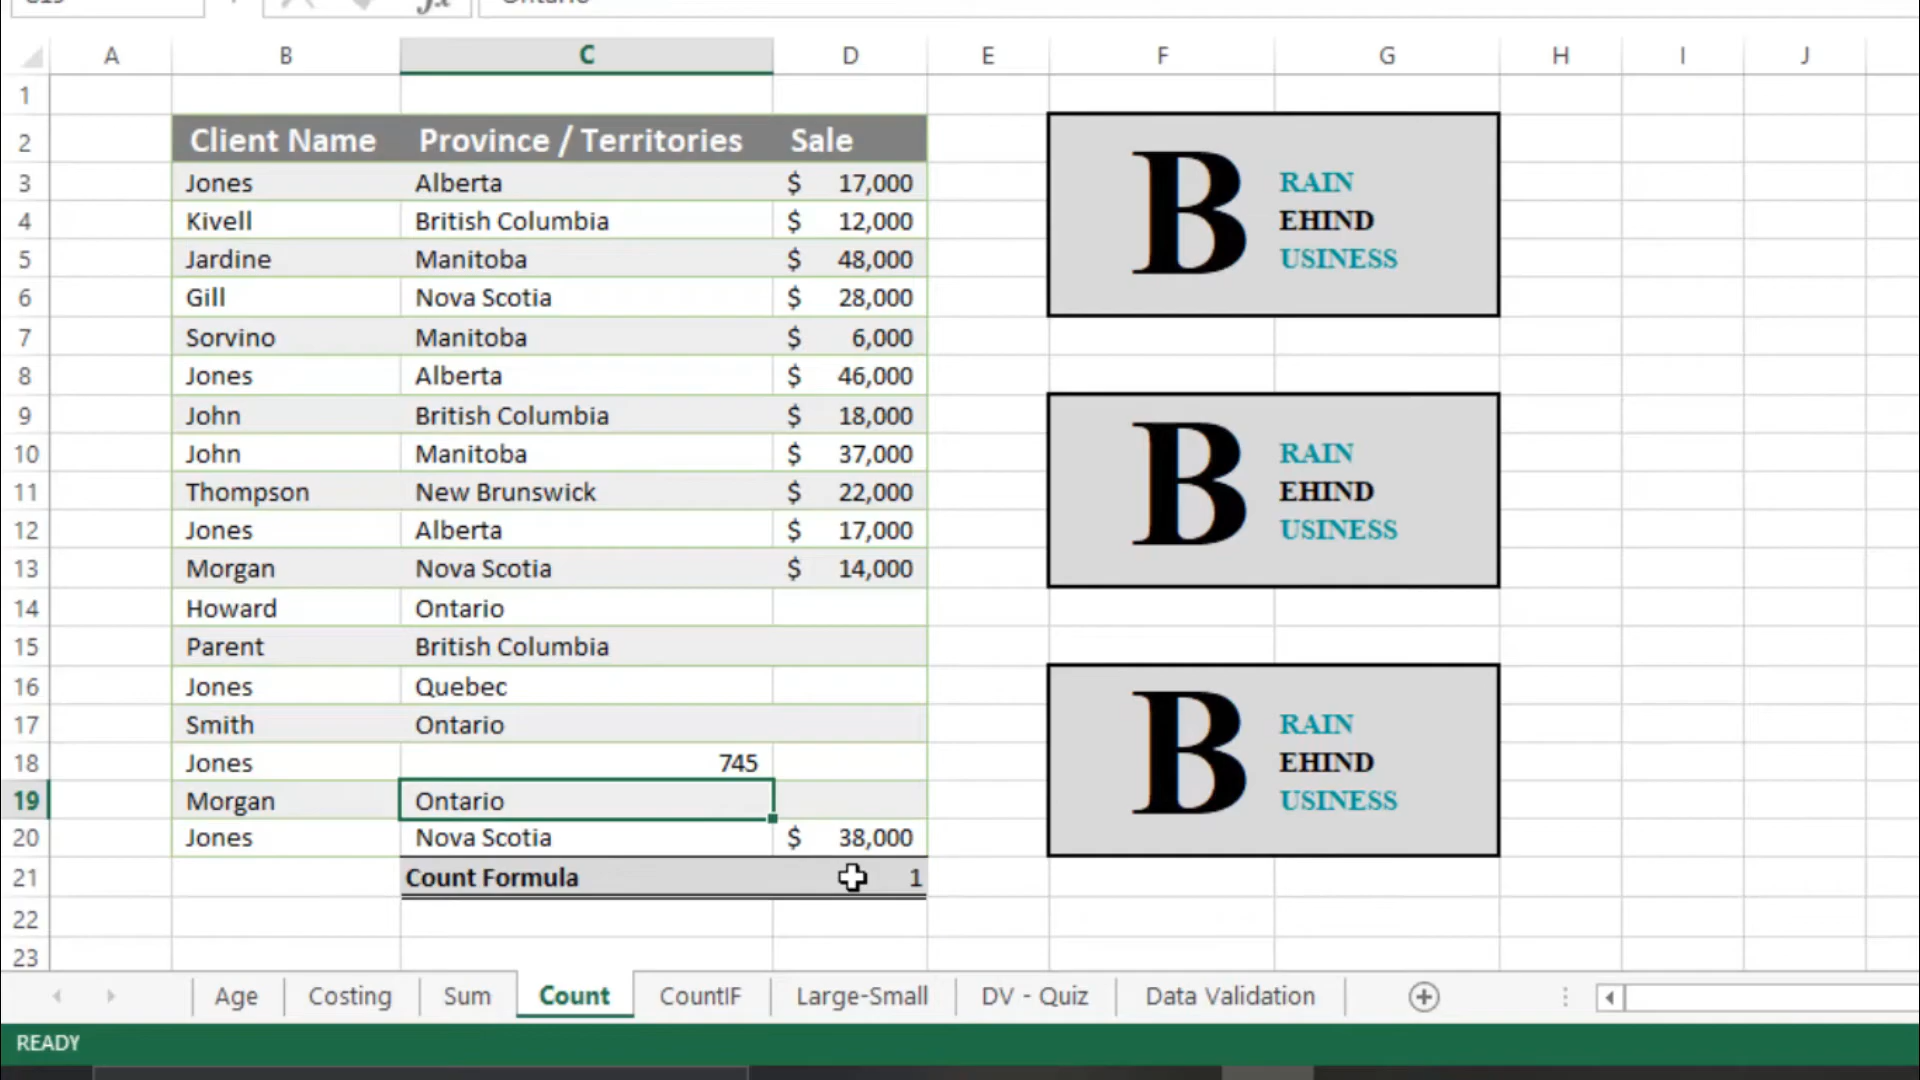 Ontario
A B C D E F G H I J
1
2 Client Name Province / Territories Sale
3 Jones Alberta $ 17,000
4 Kivell British Columbia $ 12,000
5 Jardine Manitoba $ 48,000
6 Gill Nova Scotia $ 28,000
7 Sorvino Manitoba $ 6,000
8 Jones Alberta $ 46,000
9 John British Columbia $ 18,000
10 John Manitoba $ 37,000
11 Thompson New Brunswick $ 22,000
12 Jones Alberta $ 17,000
13 Morgan Nova Scotia $ 14,000
14 Howard Ontario
15 Parent British Columbia
16 Jones Quebec
17 Smith Ontario
18 Jones 745
19 Morgan Ontario
20 Jones Nova Scotia $ 38,000
21 Count Formula 1
22
23
B RAIN
EHIND
USINESS
B RAIN
EHIND
USINESS
B RAIN
EHIND
USINESS
Age Costing Sum Count CountIF Large-Small DV - Quiz Data Validation
READY